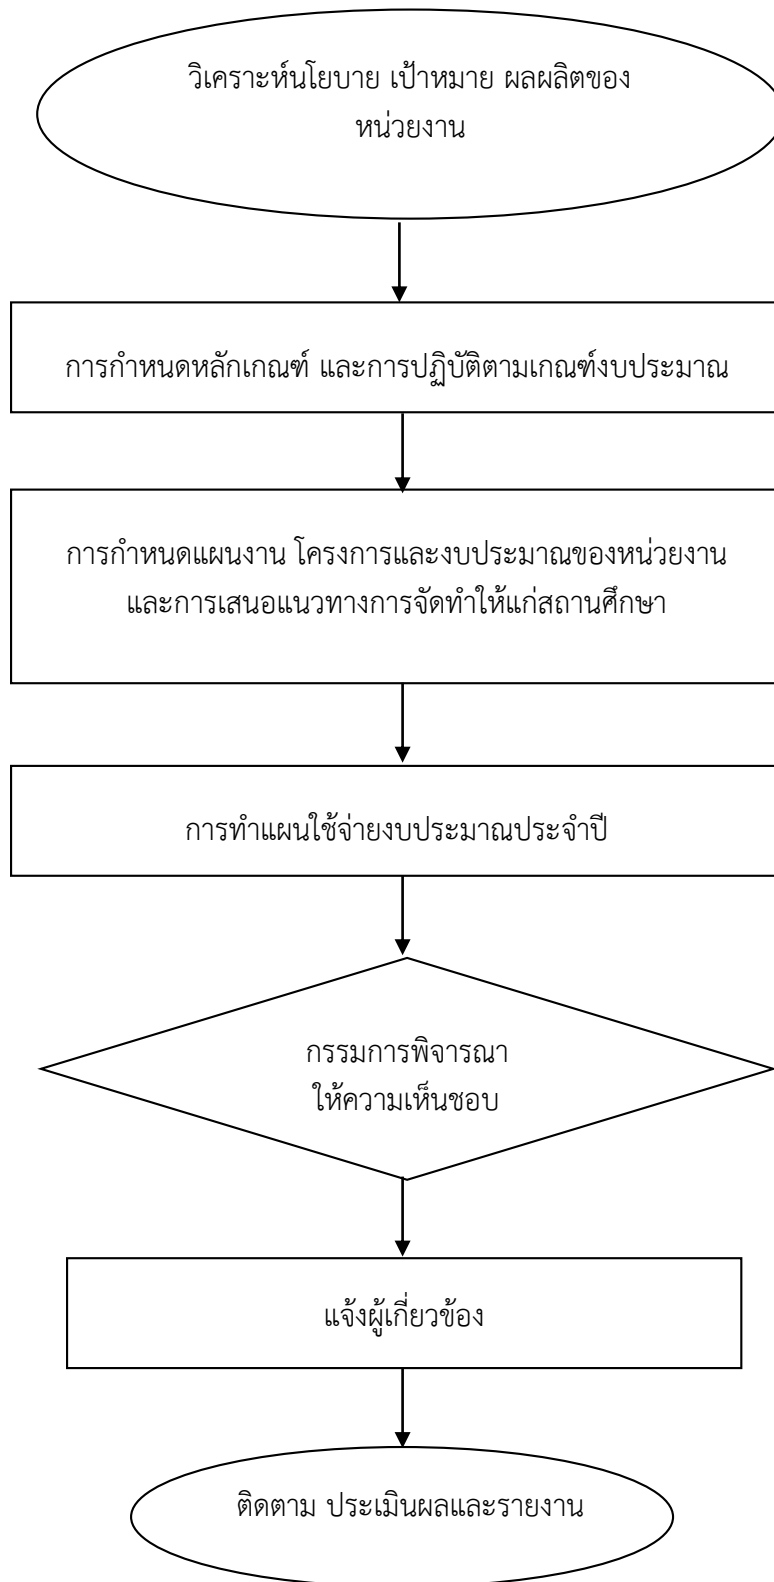 วิเคราะห์นโยบาย เป้าหมาย ผลผลิตของ
หน่วยงาน
การกำหนดหลักเกณฑ์ และการปฏิบัติตามเกณฑ์งบประมาณ
การกำหนดแผนงาน โครงการและงบประมาณของหน่วยงาน
และการเสนอแนวทางการจัดทำให้แก่สถานศึกษา
การทำแผนใช้จ่ายงบประมาณประจำปี
กรรมการพิจารณา
ให้ความเห็นชอบ
แจ้งผู้เกี่ยวข้อง
ติดตาม ประเมินผลและรายงาน